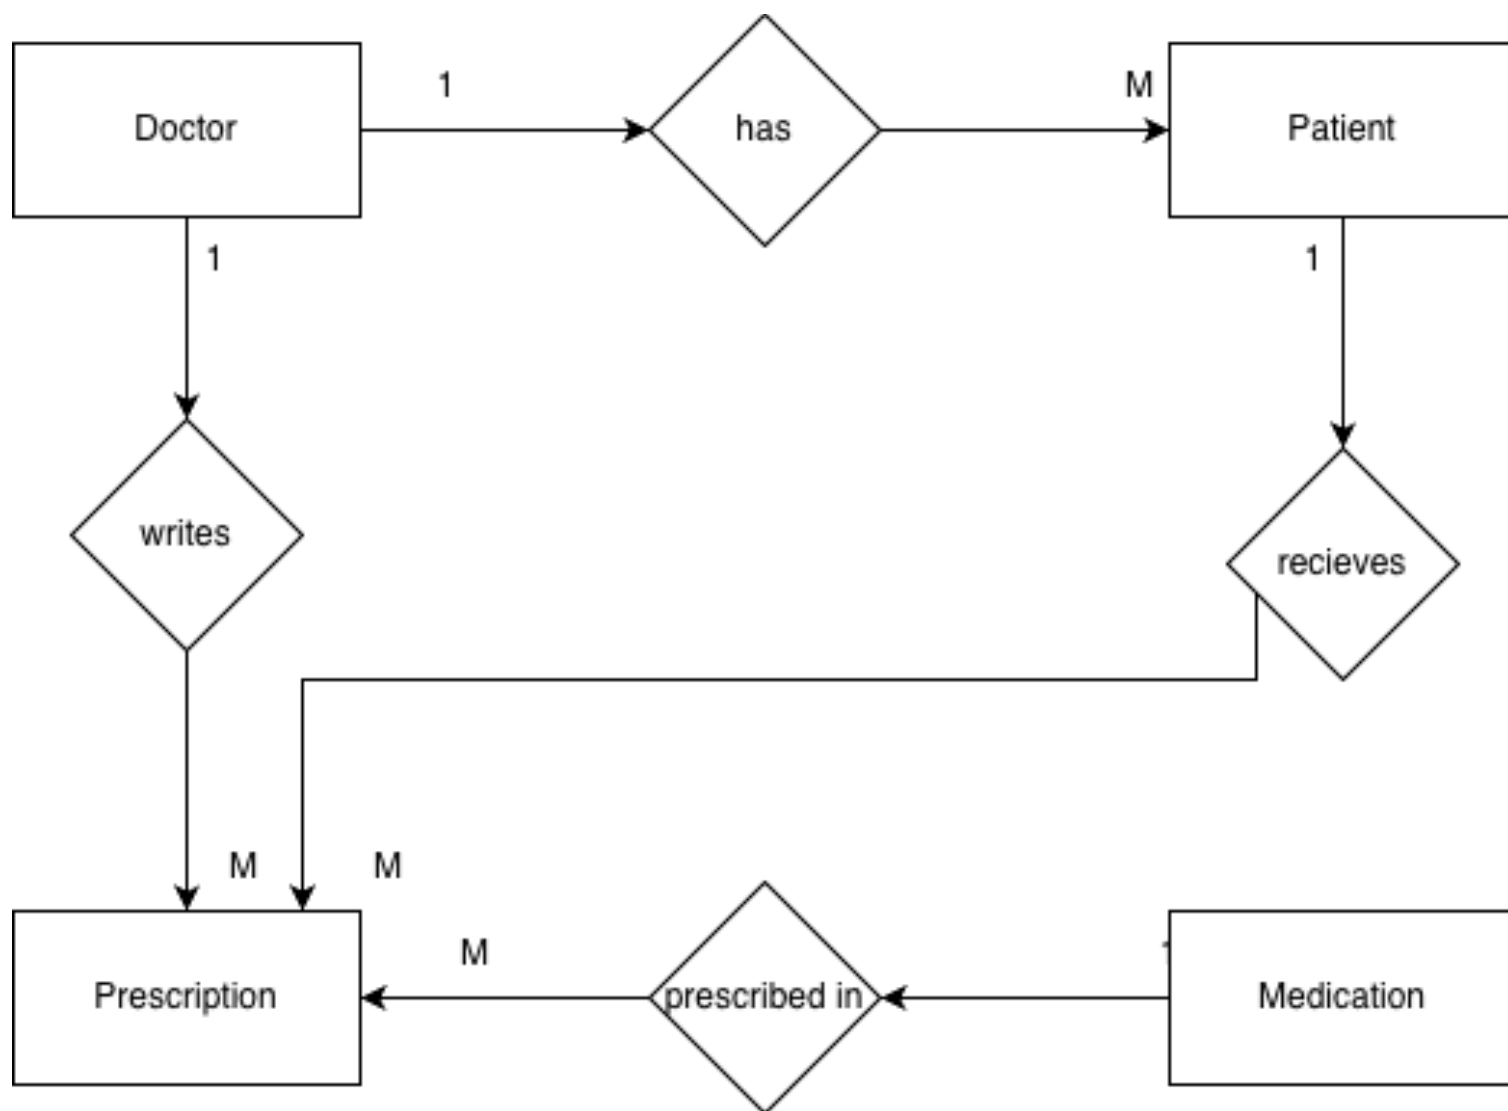 Doctor
1
has
M
Patient
1
1
writes
recieves
M
M
M
Prescription
prescribed in
Medication